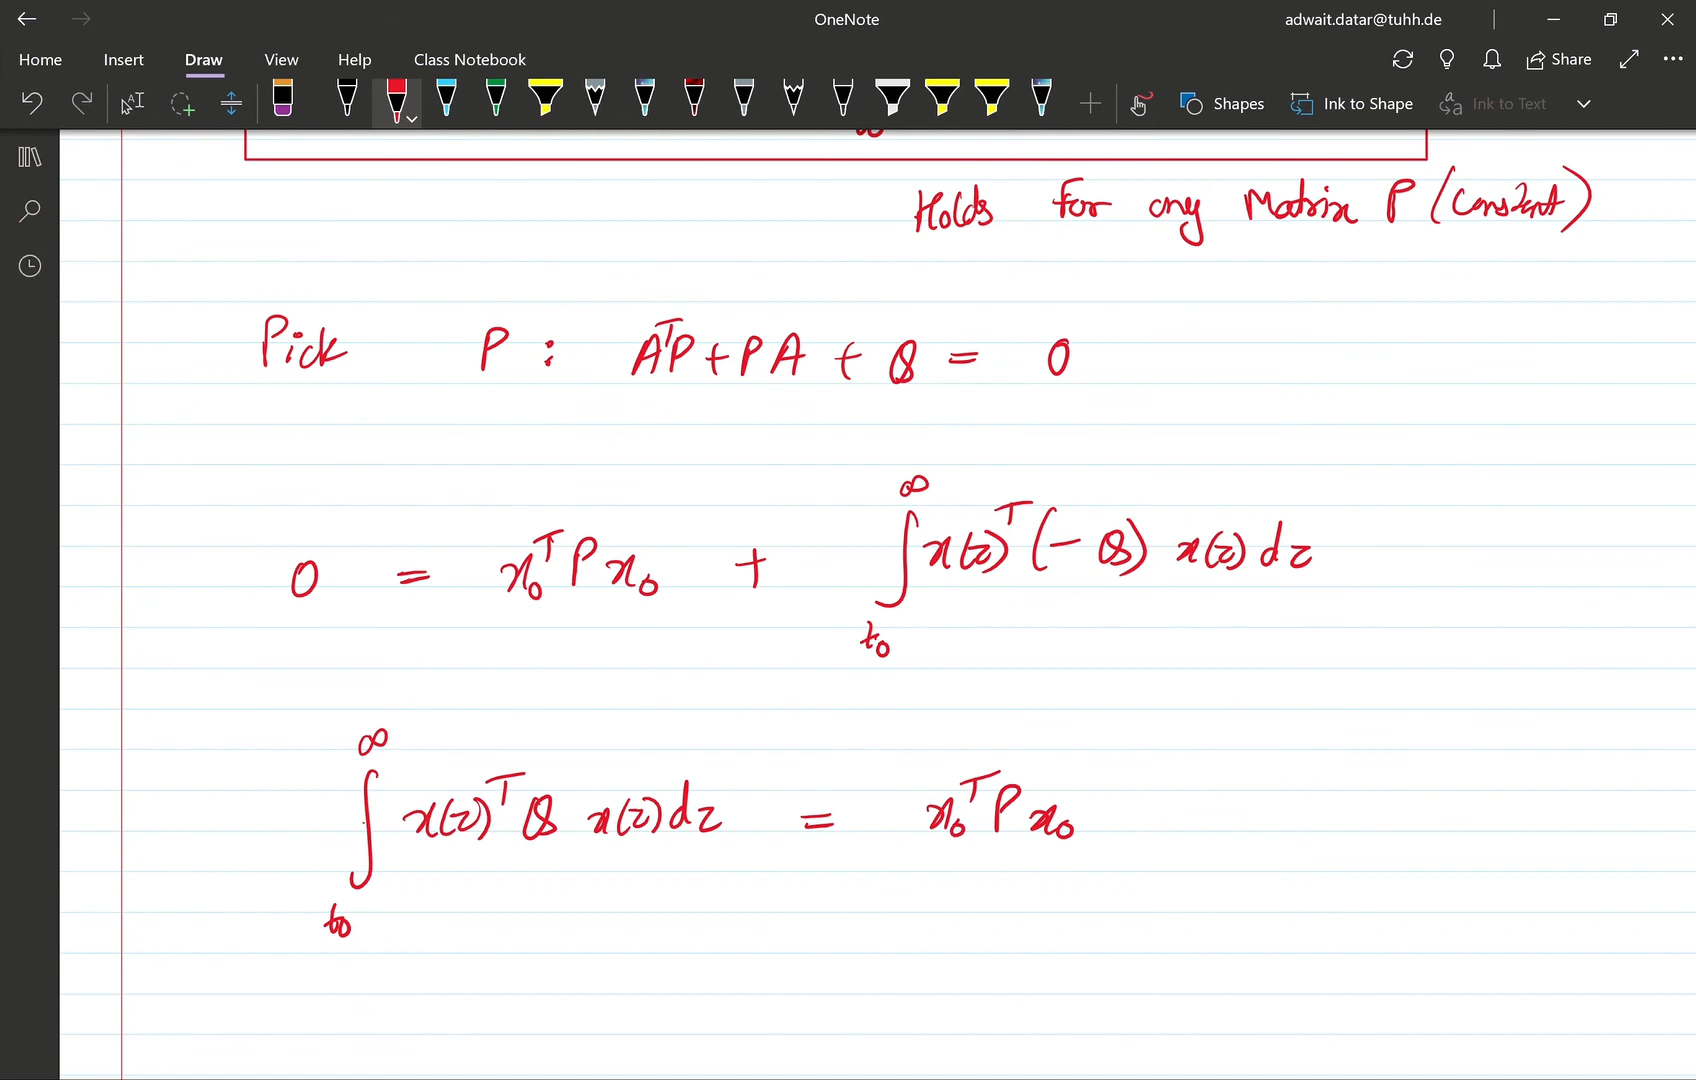 OneNote
adwait.datar@tuhh.de
Home Insert Draw View Help Class Notebook Share
Shapes Ink to Shape Ink to Text
∞
Holds for any Matrix P (Constant)
Pick P : AᵀP + PA + Q = 0
0 = x₀ᵀ P x₀ + ∫_{t₀}^{∞} x(τ)ᵀ (-Q) x(τ) dτ
∫_{t₀}^{∞} x(τ)ᵀ Q x(τ) dτ = x₀ᵀ P x₀